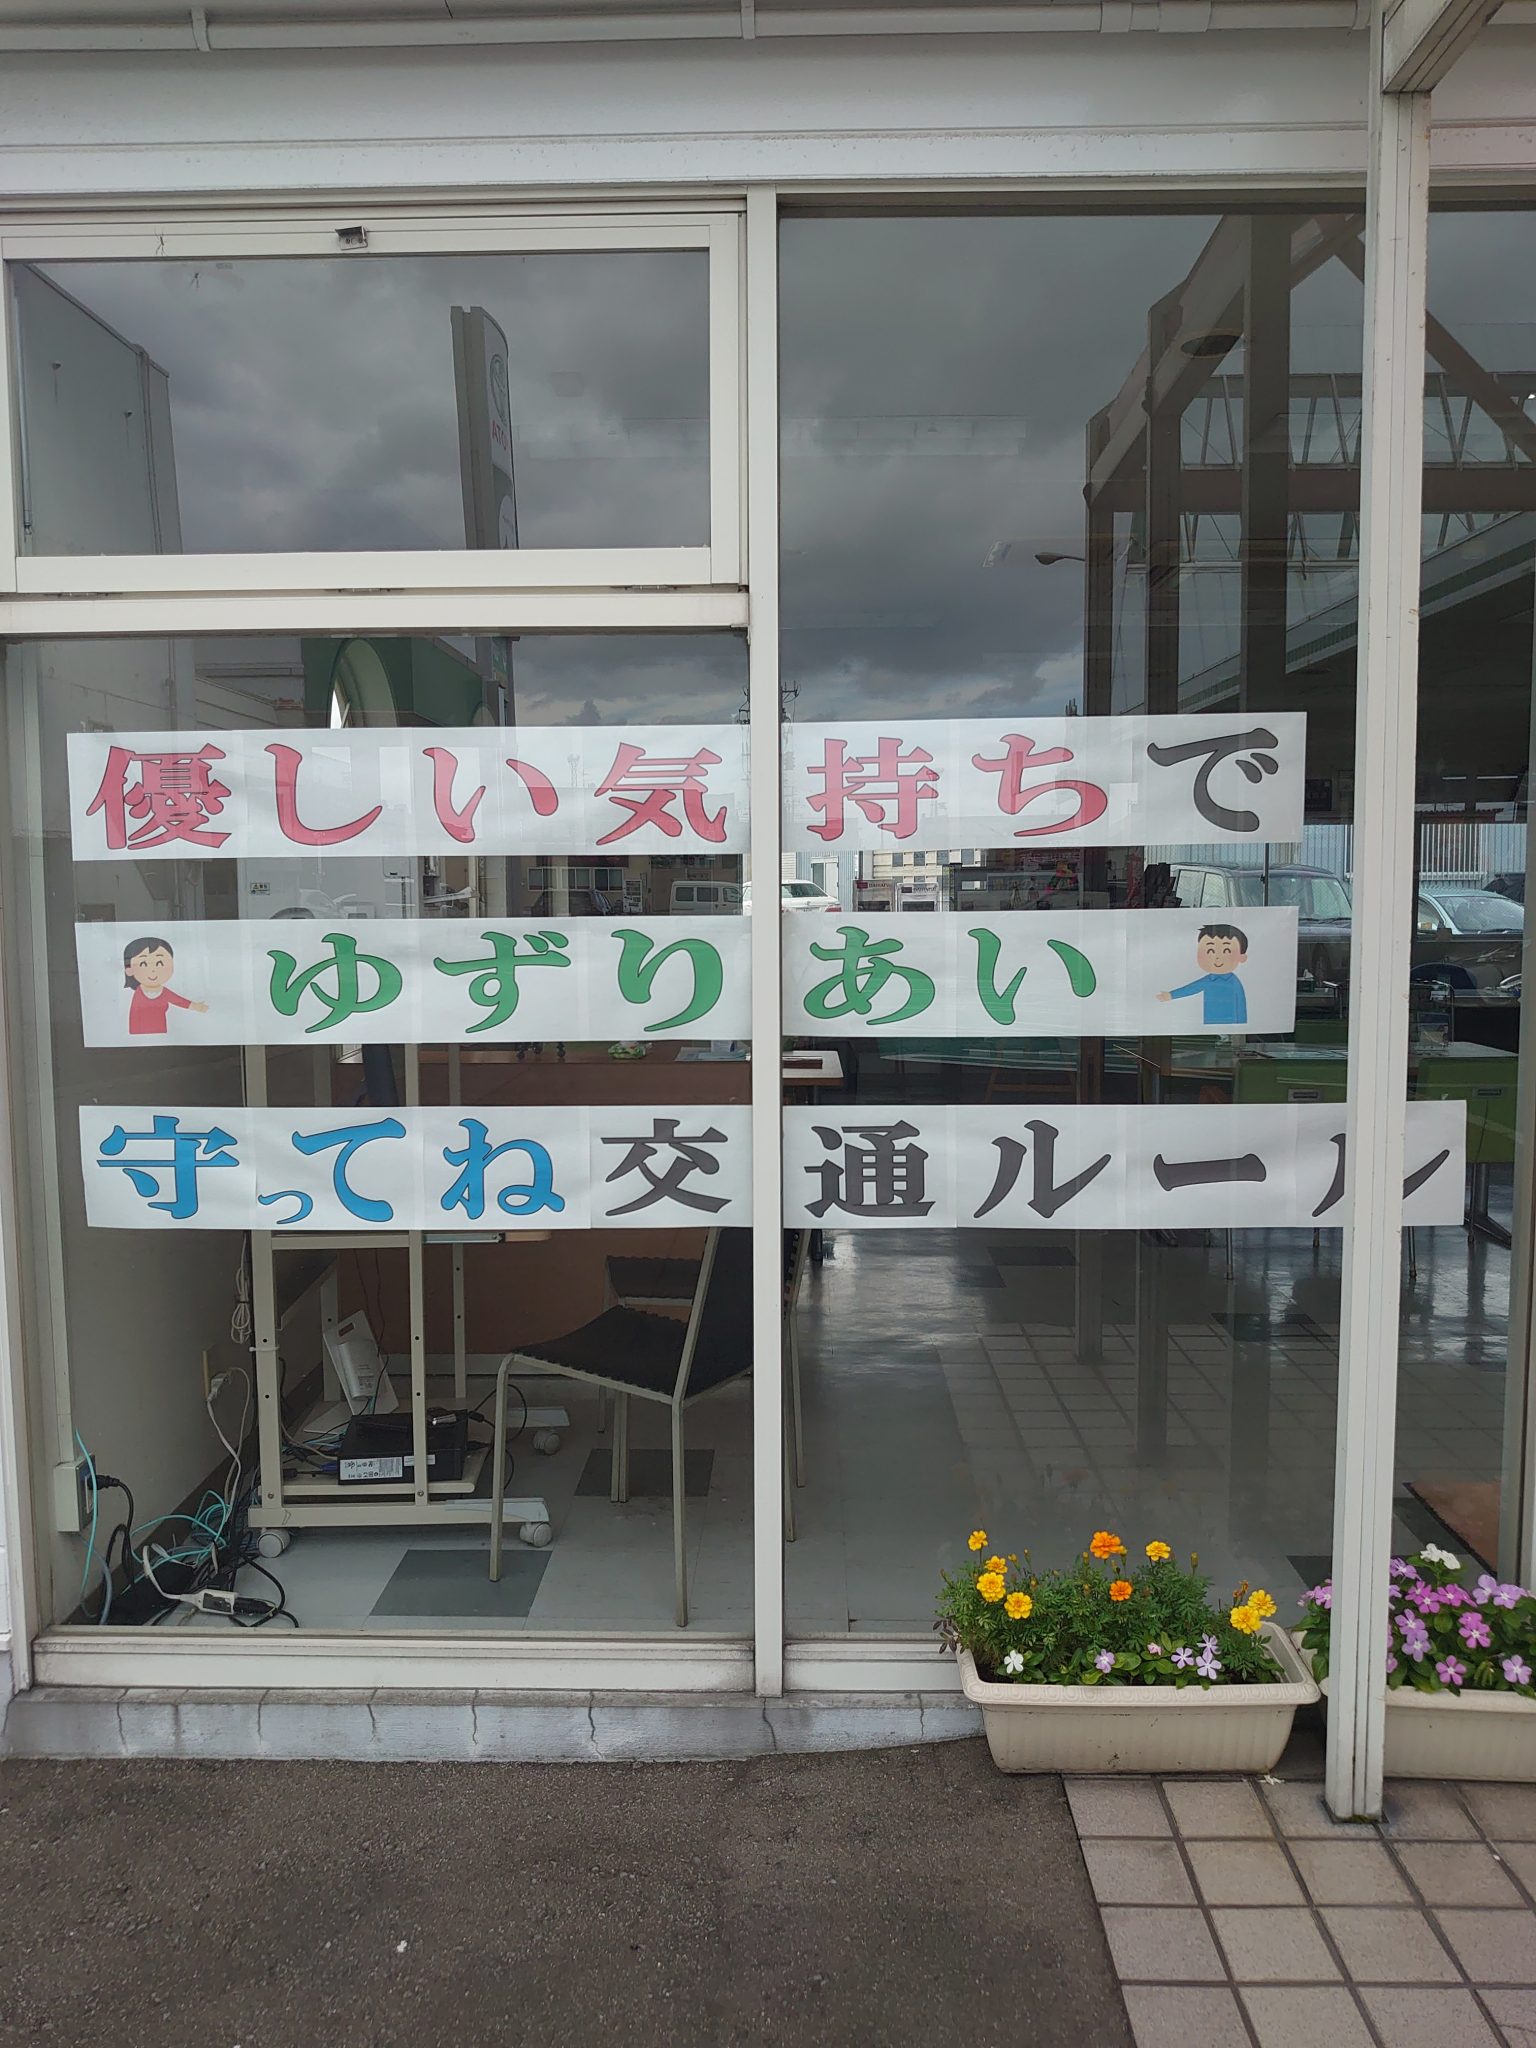 優しい気持ちで
ゆずりあい
守ってね交通ルール